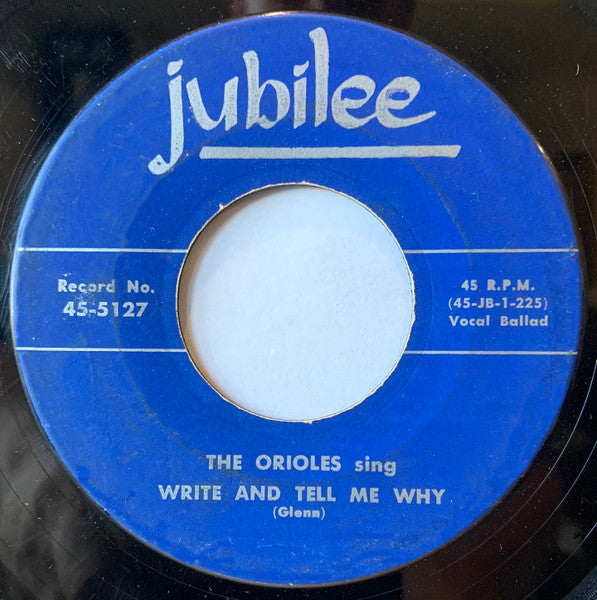 jubilee
Record No.
45-5127
45 R.P.M.
(45-JB-1-225)
Vocal Ballad
THE ORIOLES sing
WRITE AND TELL ME WHY
(Glenn)